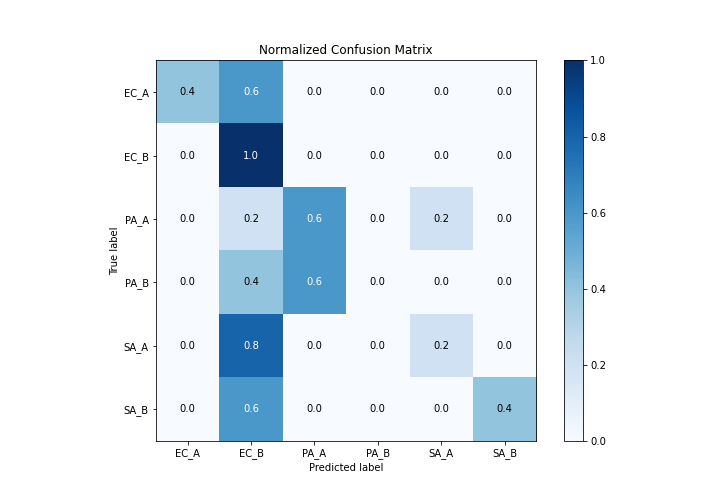 Normalized Confusion Matrix
True label
EC_A 0.4 0.6 0.0 0.0 0.0 0.0
EC_B 0.0 1.0 0.0 0.0 0.0 0.0
PA_A 0.0 0.2 0.6 0.0 0.2 0.0
PA_B 0.0 0.4 0.6 0.0 0.0 0.0
SA_A 0.0 0.8 0.0 0.0 0.2 0.0
SA_B 0.0 0.6 0.0 0.0 0.0 0.4
EC_A EC_B PA_A PA_B SA_A SA_B
Predicted label
1.0
0.8
0.6
0.4
0.2
0.0